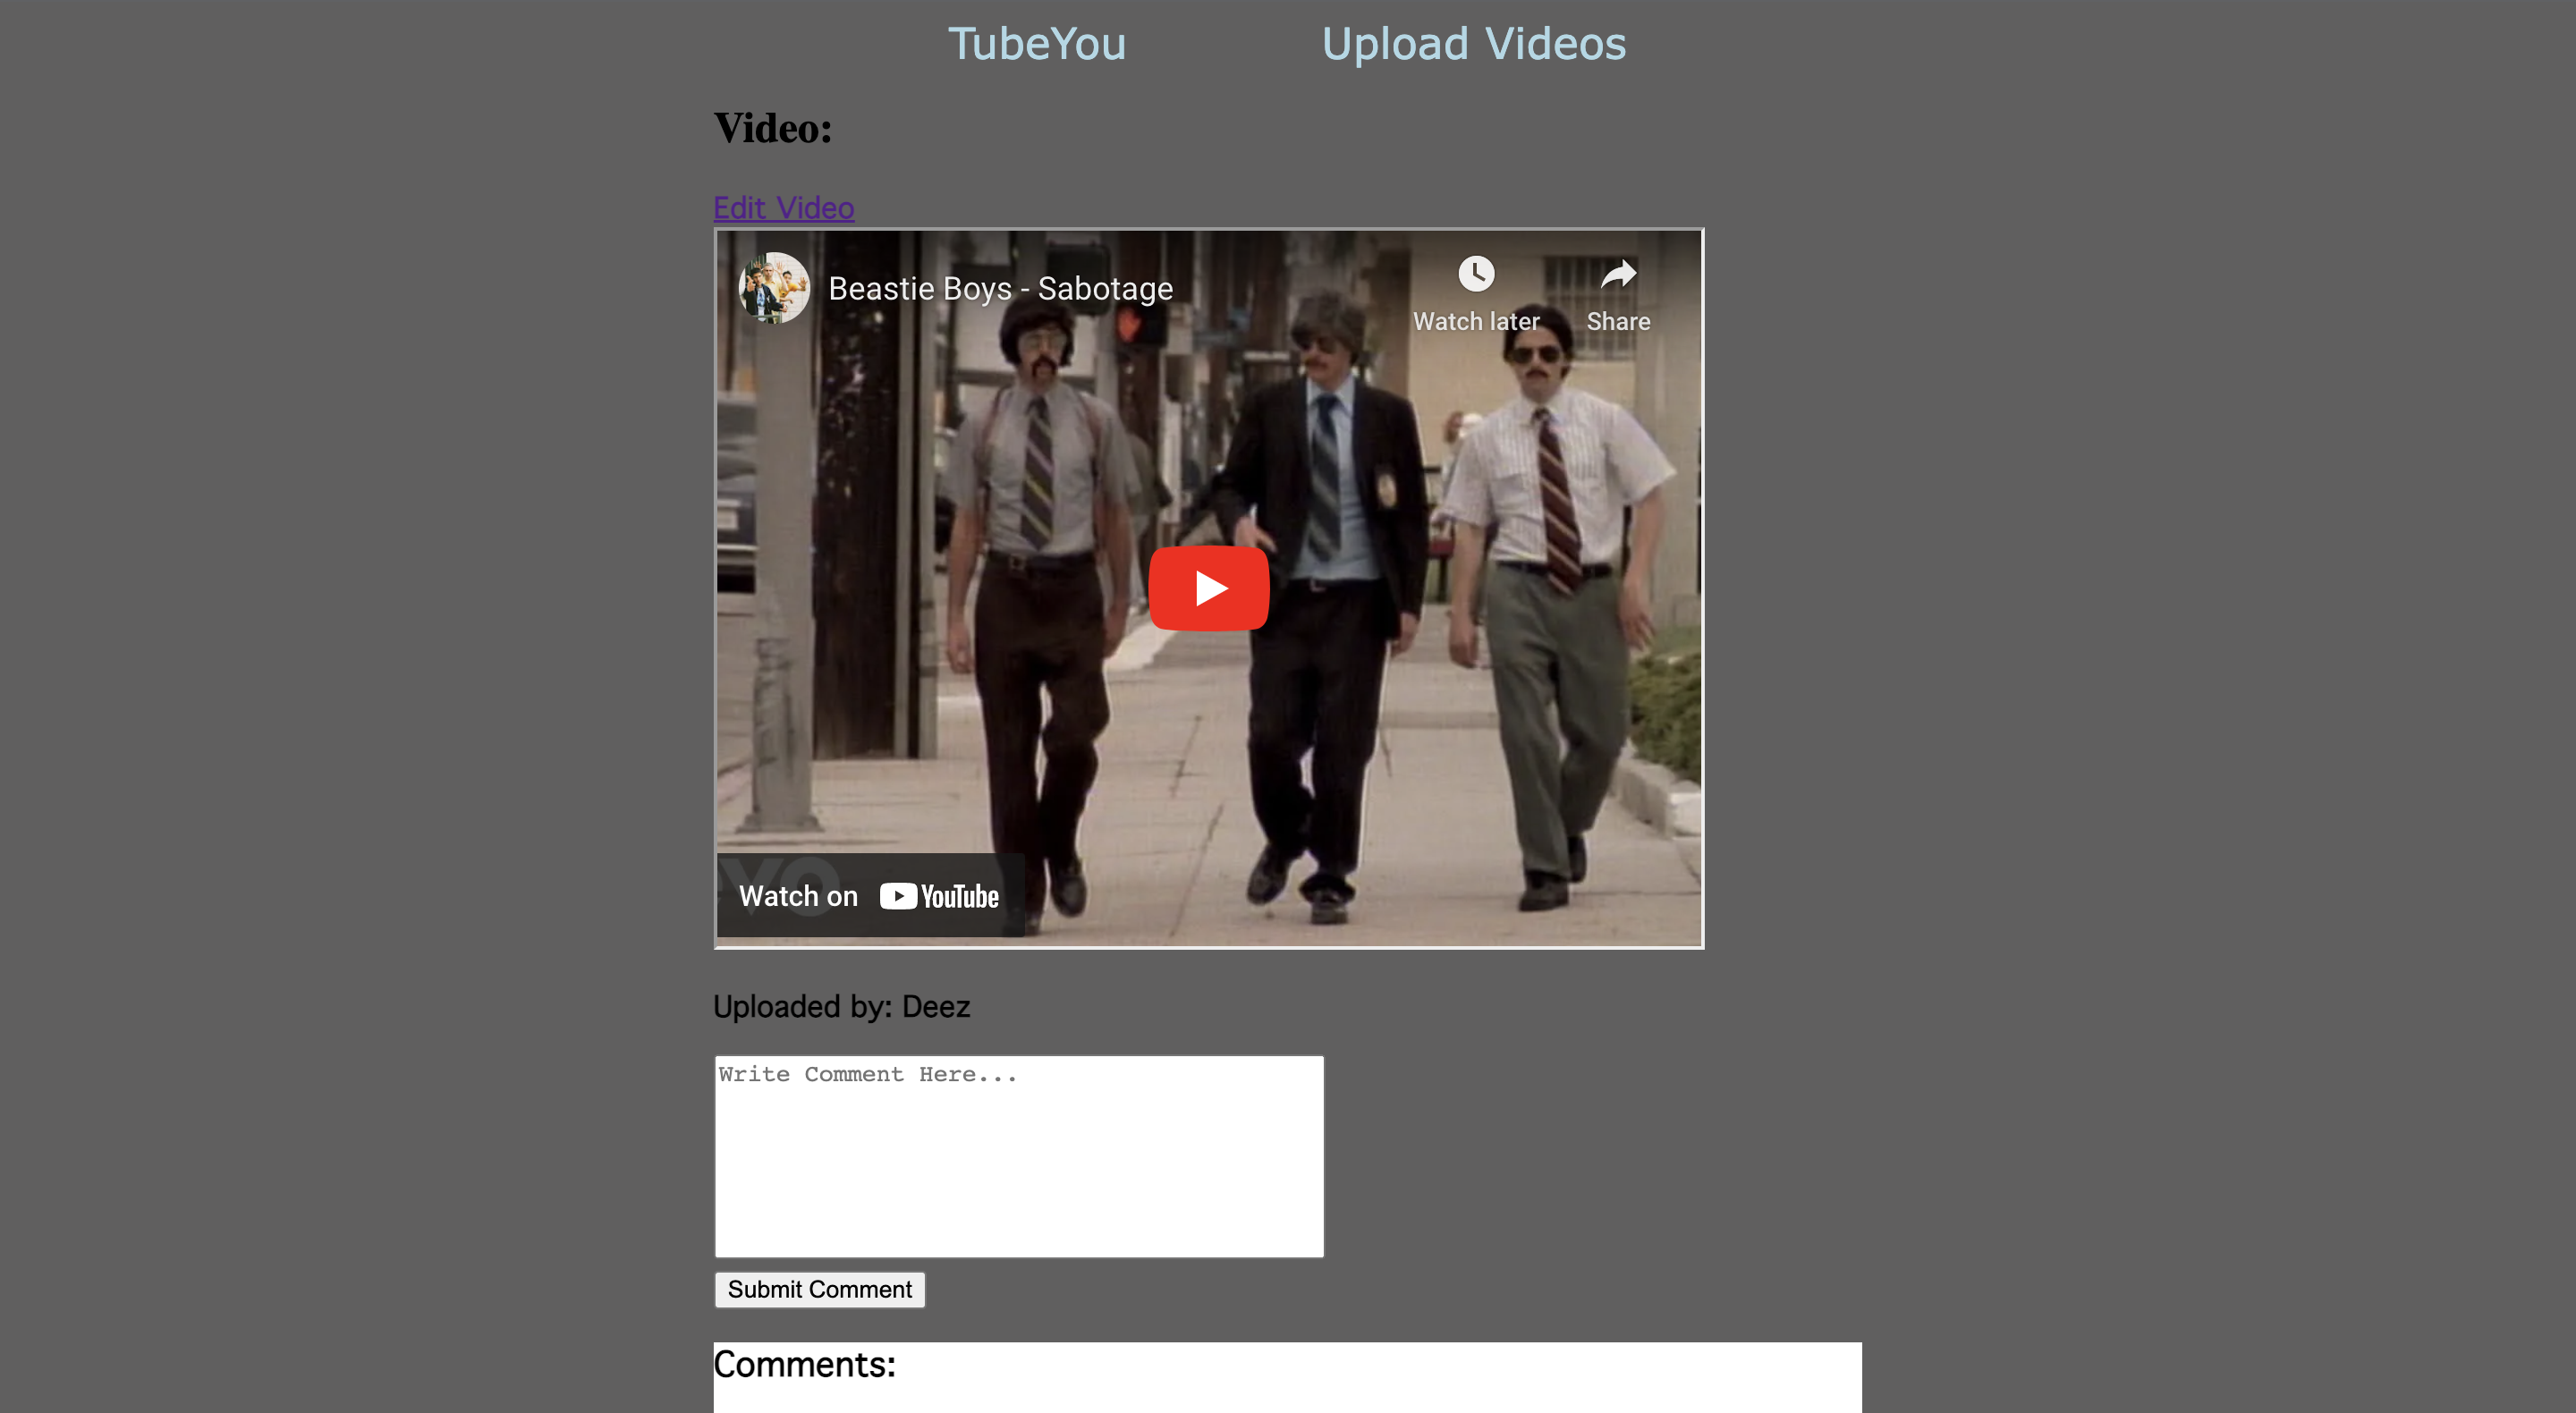 TubeYou Upload Videos
Video:
Edit Video
Beastie Boys - Sabotage
Watch later Share
Watch on YouTube
Uploaded by: Deez
Write Comment Here...
Submit Comment
Comments: